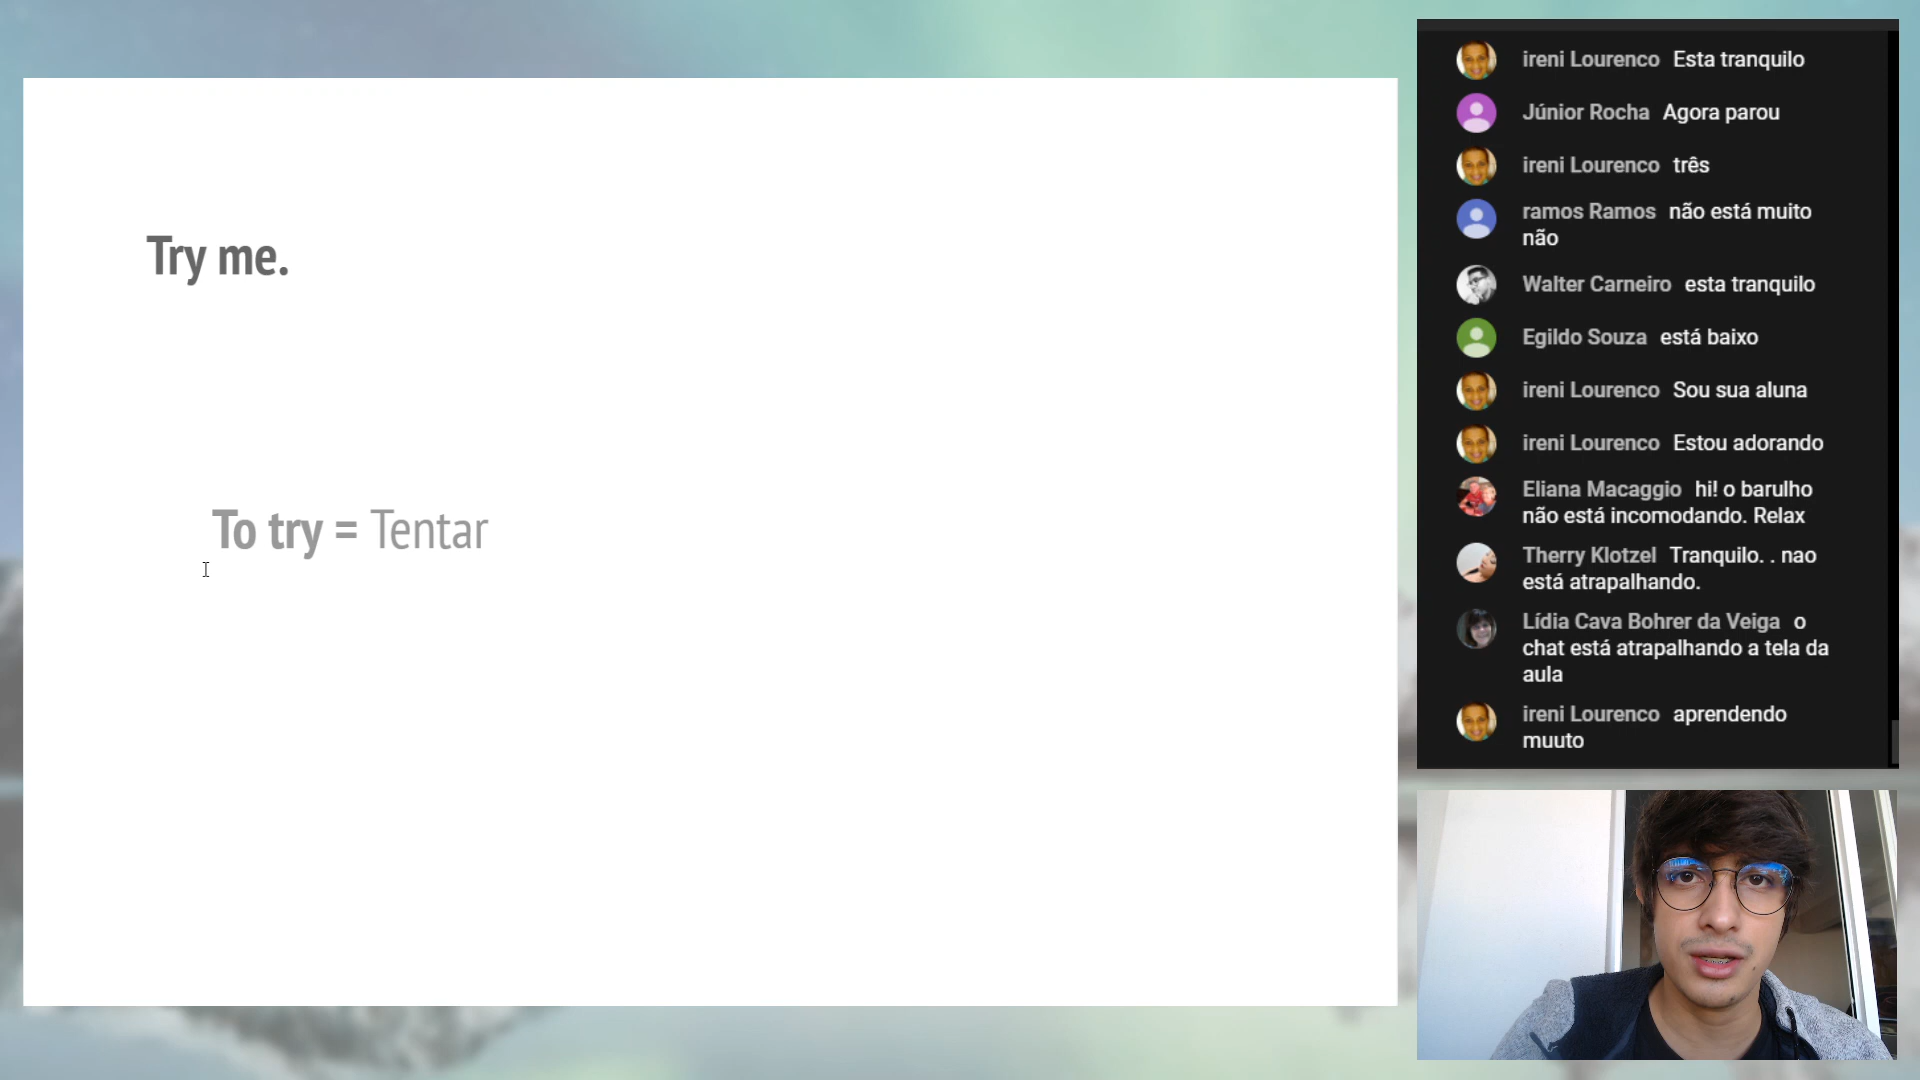 Try me.
To try = Tentar
ireni Lourenco Esta tranquilo
Júnior Rocha Agora parou
ireni Lourenco três
ramos Ramos não está muito
não
Walter Carneiro esta tranquilo
Egildo Souza está baixo
ireni Lourenco Sou sua aluna
ireni Lourenco Estou adorando
Eliana Macaggio hi! o barulho
não está incomodando. Relax
Therry Klotzel Tranquilo. . nao
está atrapalhando.
Lídia Cava Bohrer da Veiga o
chat está atrapalhando a tela da
aula
ireni Lourenco aprendendo
muuto